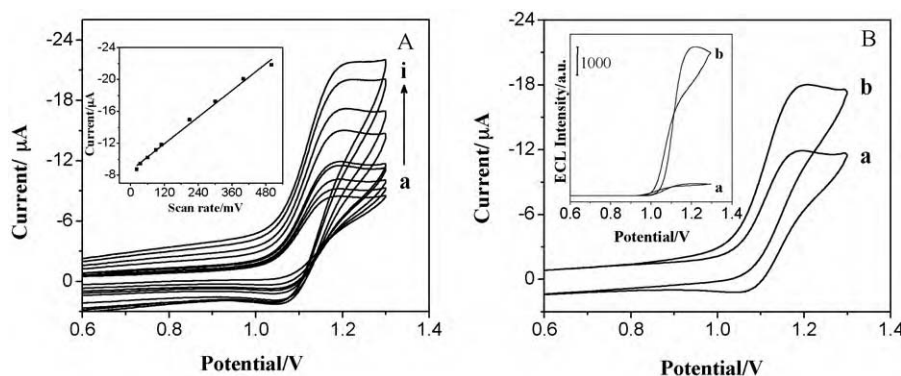 A
-24
-18
-12
-6
0
Current/ μA
0.6 0.8 1.0 1.2 1.4
Potential/V
i
a
-24
-20
-16
-12
-8
Current/μA
0 120 240 360 480
Scan rate/mV
B
-24
-18
-12
-6
0
Current/ μA
0.6 0.8 1.0 1.2 1.4
Potential/V
b
a
1000
ECL Intensity/a.u.
b
a
0.6 0.8 1.0 1.2 1.4
Potential/V